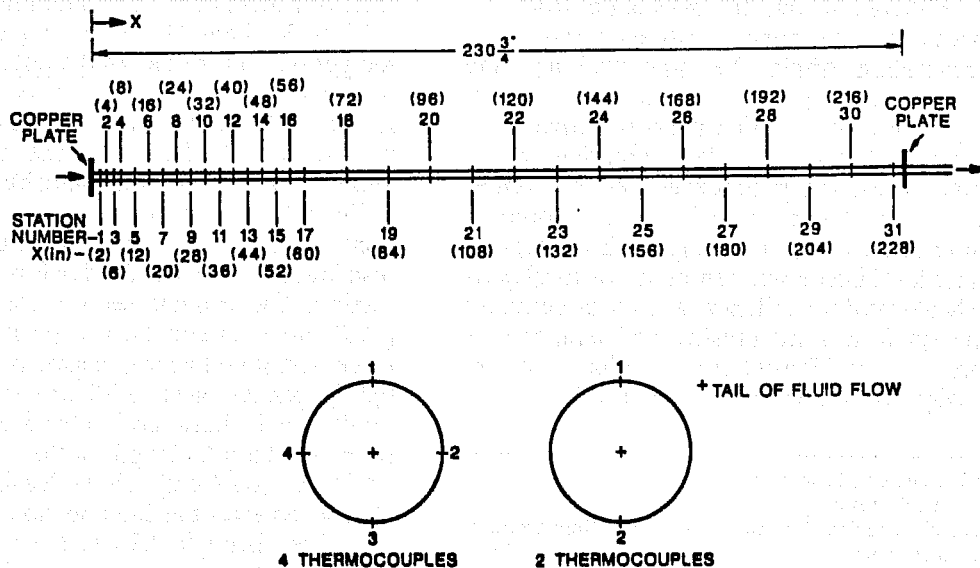 X
230 3/4"
(8) (24) (40) (56)
(4) (16) (32) (48) (72) (96) (120) (144) (168) (192) (216)
COPPER PLATE
2 4 6 8 10 12 14 16 18 20 22 24 26 28 30
COPPER PLATE
STATION
NUMBER-1 3 5 7 9 11 13 15 17 19 21 23 25 27 29 31
X(in)-(2) (12) (28) (44) (60) (84) (108) (132) (156) (180) (204) (228)
(6) (20) (36) (52)
1 1
+TAIL OF FLUID FLOW
4 + 2 +
3 2
4 THERMOCOUPLES 2 THERMOCOUPLES